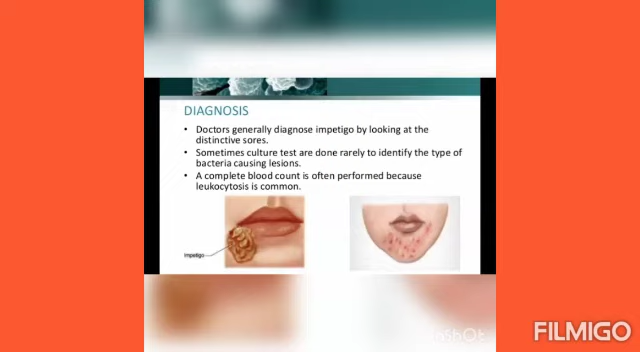 DIAGNOSIS
• Doctors generally diagnose impetigo by looking at the
distinctive sores.
• Sometimes culture test are done rarely to identify the type of
bacteria causing lesions.
• A complete blood count is often performed because
leukocytosis is common.
Impetigo
FILMIGO